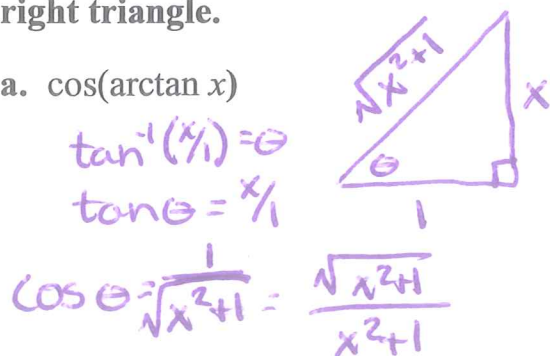 right triangle.
a. cos(arctan x)
√x²+1
x
θ
1
tan⁻¹(x/1)=θ
tanθ = x/1
cos θ = 1/√x²+1 = √x²+1/x²+1